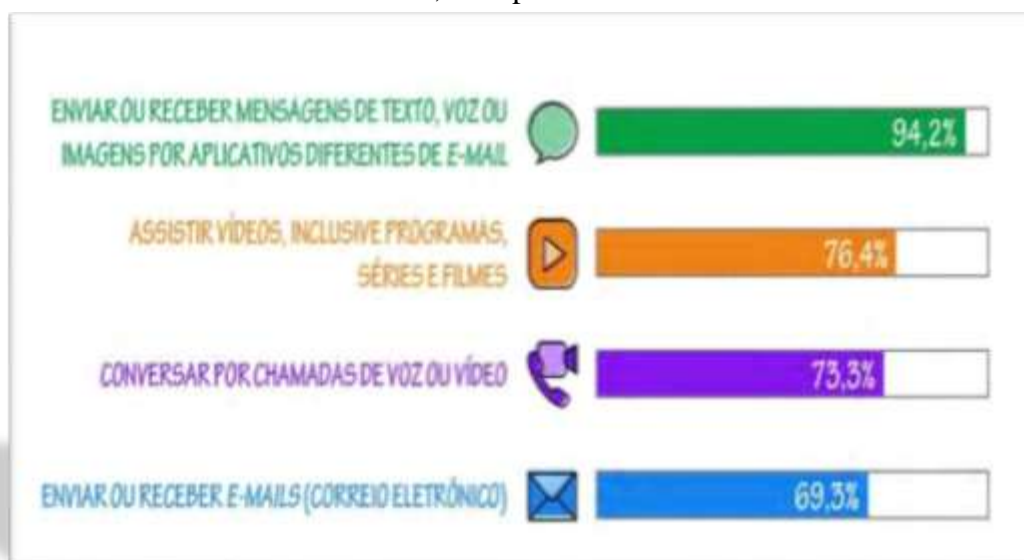 ENVIAR OU RECEBER MENSAGENS DE TEXTO, VOZ OU
IMAGENS POR APLICATIVOS DIFERENTES DE E-MAIL
94,2%
ASSISTIR VÍDEOS, INCLUSIVE PROGRAMAS,
SÉRIES E FILMES
76,4%
CONVERSAR POR CHAMADAS DE VOZ OU VÍDEO
73,3%
ENVIAR OU RECEBER E-MAILS (CORREIO ELETRÔNICO)
69,3%